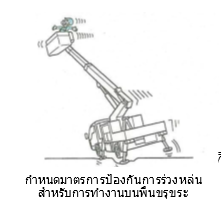 กำหนดมาตรการป้องกันการร่วงหล่น
สำหรับการทำงานบนพื้นขรุขระ